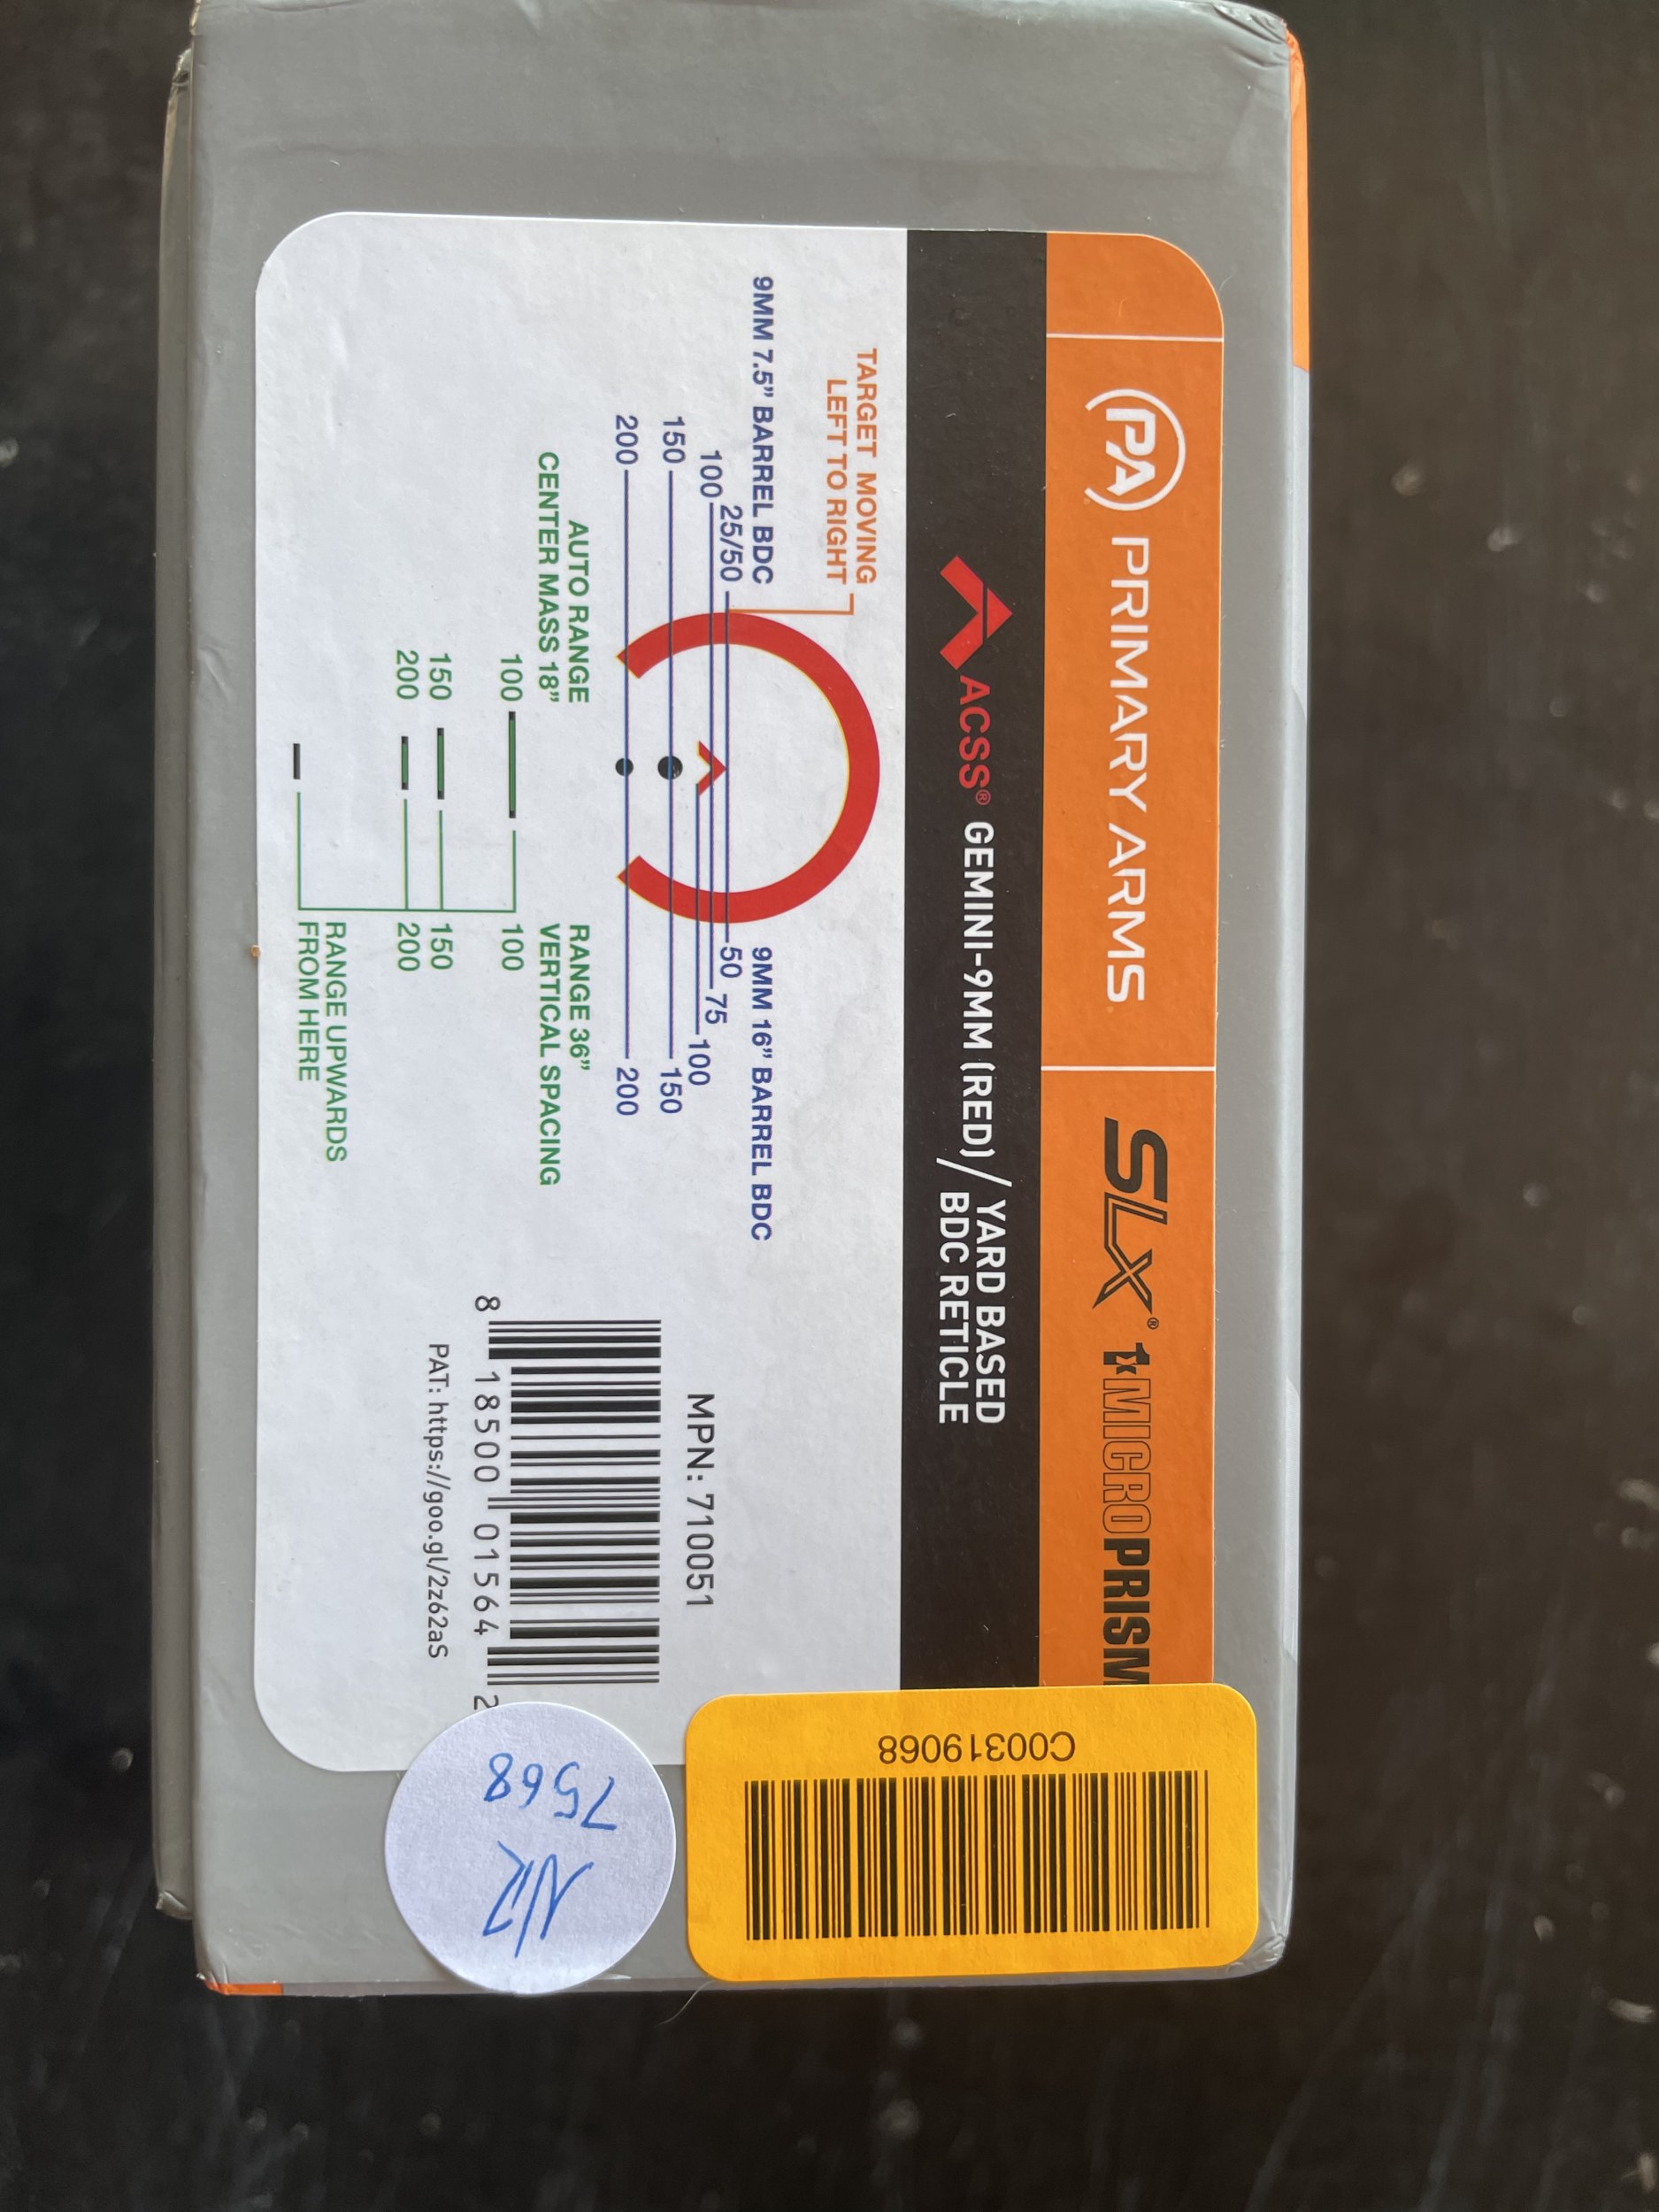 PA PRIMARY ARMS
SLX® 1x MICROPRISM
ACSS® GEMINI-9MM (RED) / YARD BASED
BDC RETICLE
TARGET MOVING
LEFT TO RIGHT
9MM 7.5” BARREL BDC
25/50
100
150
200
9MM 16” BARREL BDC
50
75
100
150
200
AUTO RANGE
CENTER MASS 18”
100
150
200
RANGE 36”
VERTICAL SPACING
100
150
200
RANGE UPWARDS
FROM HERE
MPN: 710051
8 18500 01564 2
PAT: https://goo.gl/2z62aS
C00319068
7568